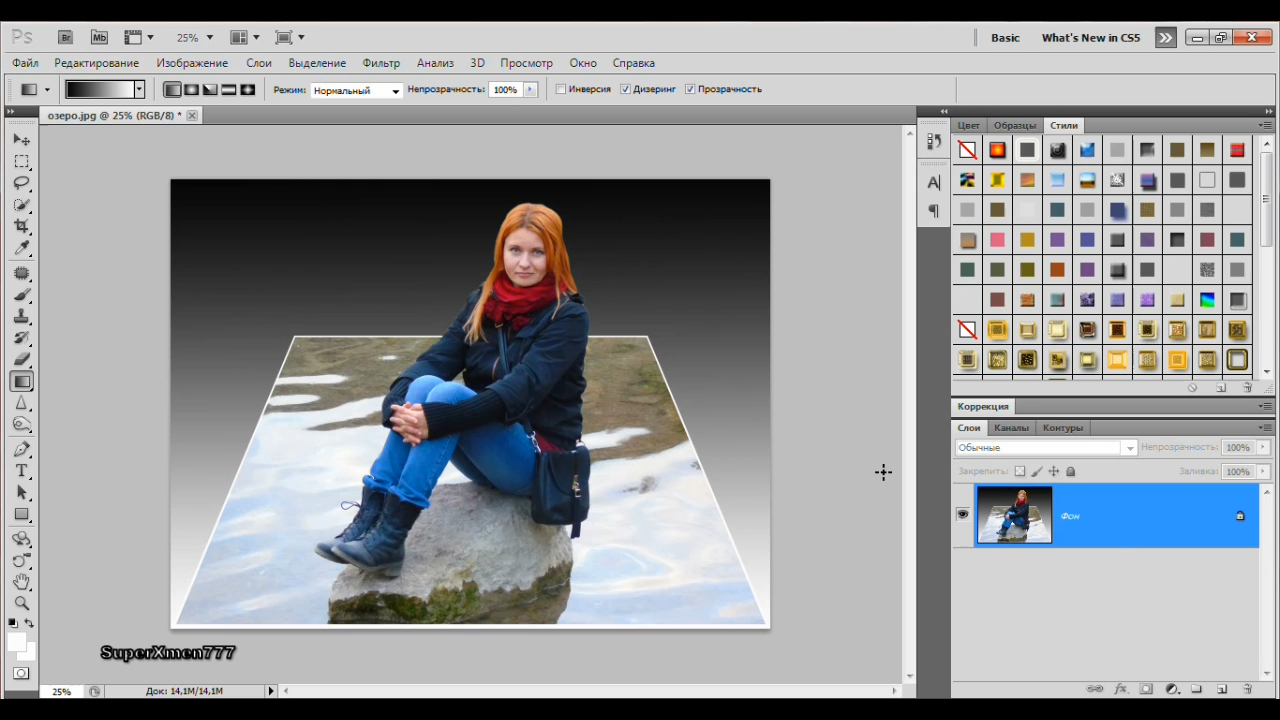 Ps Br Mb 25% Basic What's New in CS5
Файл Редактирование Изображение Слои Выделение Фильтр Анализ 3D Просмотр Окно Справка
Режим: Нормальный Непрозрачность: 100% Инверсия Дизеринг Прозрачность
озеро.jpg @ 25% (RGB/8) *
Цвет Образцы Стили
A
T
Коррекция
Слои Каналы Контуры
Обычные Непрозрачность: 100%
Закрепить: Заливка: 100%
Фон
SuperXmen777
25% Док: 14,1M/14,1M
fx